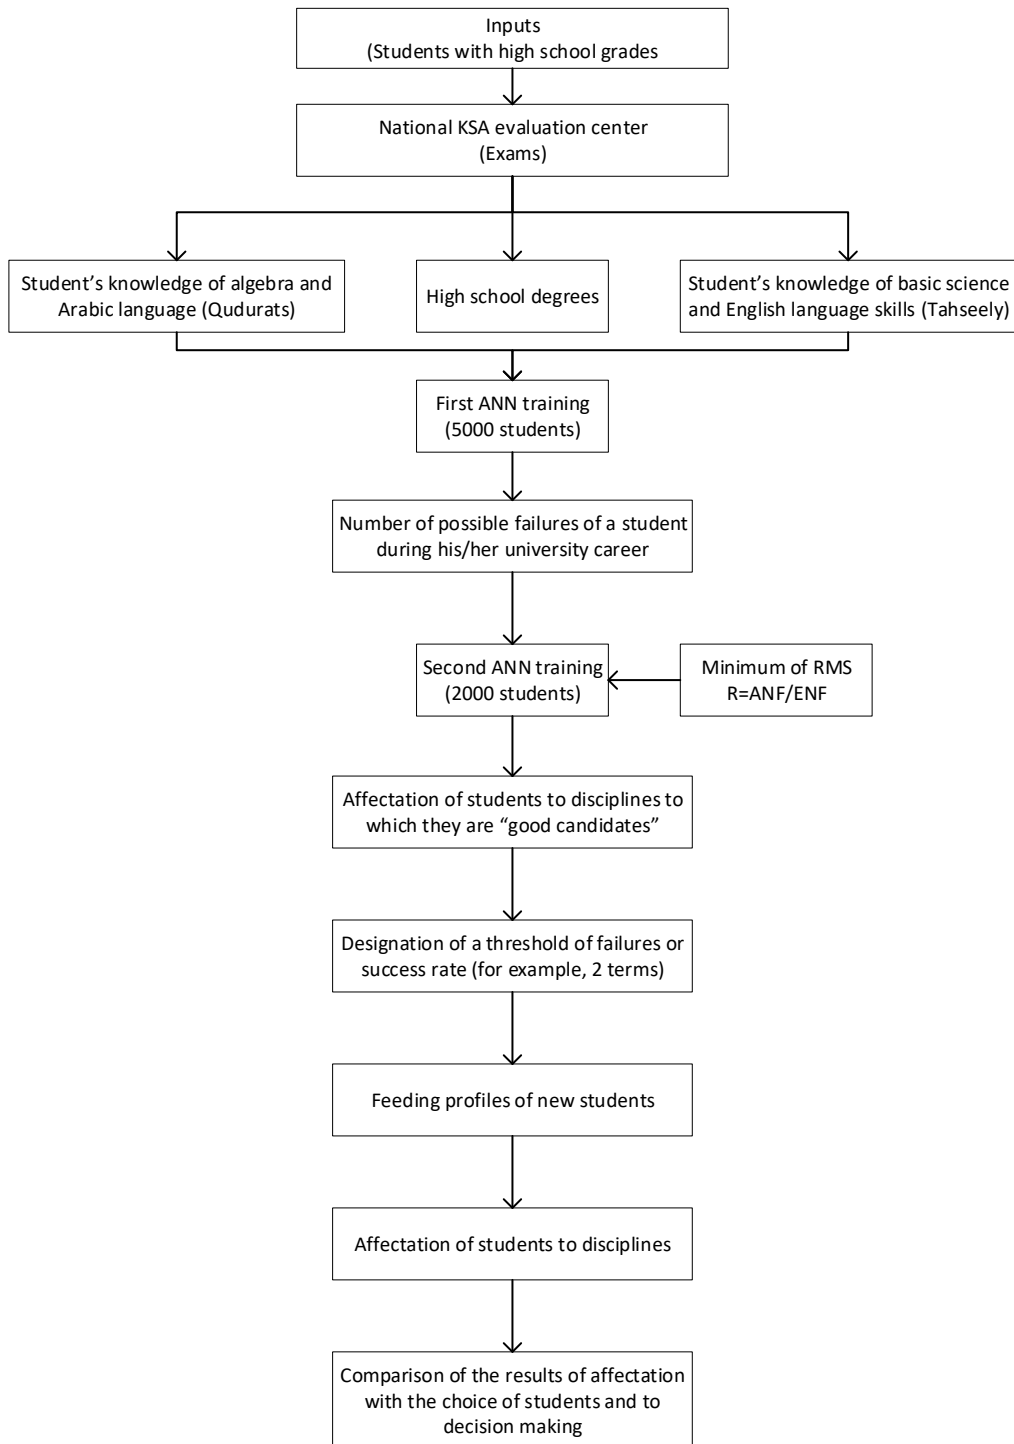 Inputs
(Students with high school grades
National KSA evaluation center
(Exams)
Student’s knowledge of algebra and
Arabic language (Qudurats)
High school degrees
Student’s knowledge of basic science
and English language skills (Tahseely)
First ANN training
(5000 students)
Number of possible failures of a student
during his/her university career
Second ANN training
(2000 students)
Minimum of RMS
R=ANF/ENF
Affectation of students to disciplines to
which they are “good candidates”
Designation of a threshold of failures or
success rate (for example, 2 terms)
Feeding profiles of new students
Affectation of students to disciplines
Comparison of the results of affectation
with the choice of students and to
decision making